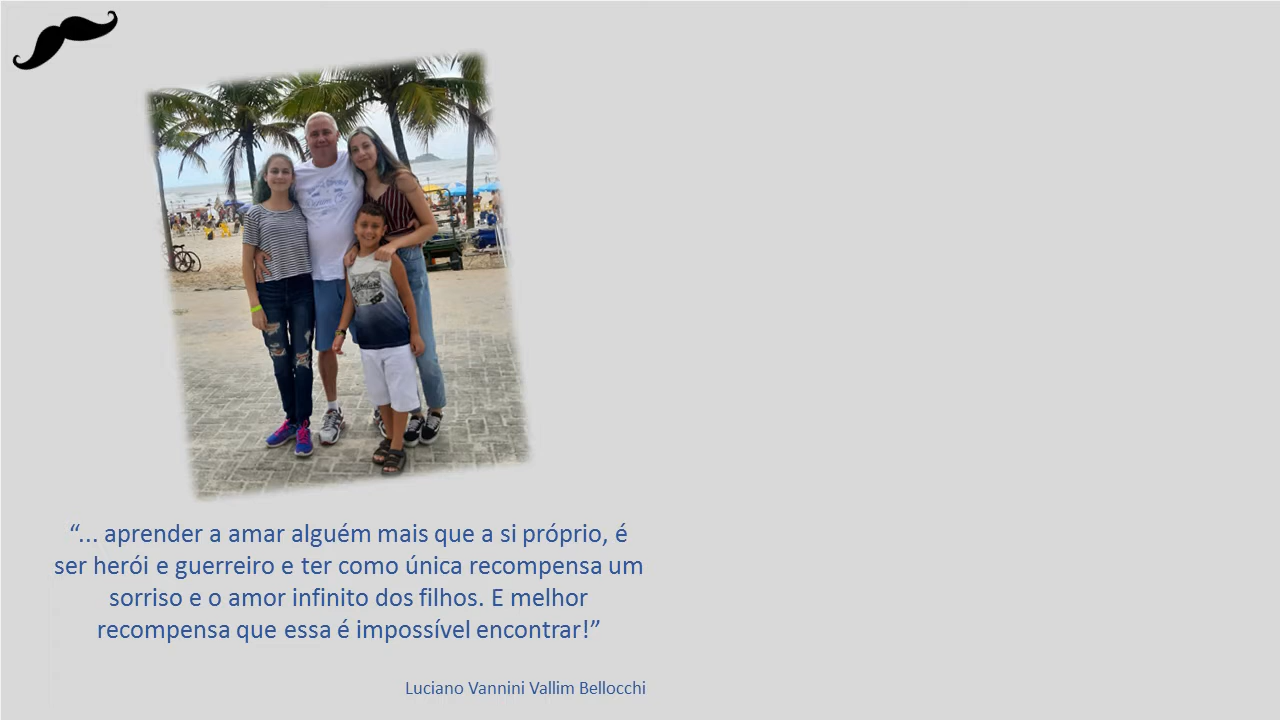 “... aprender a amar alguém mais que a si próprio, é
ser herói e guerreiro e ter como única recompensa um
sorriso e o amor infinito dos filhos. E melhor
recompensa que essa é impossível encontrar!”
Luciano Vannini Vallim Bellocchi